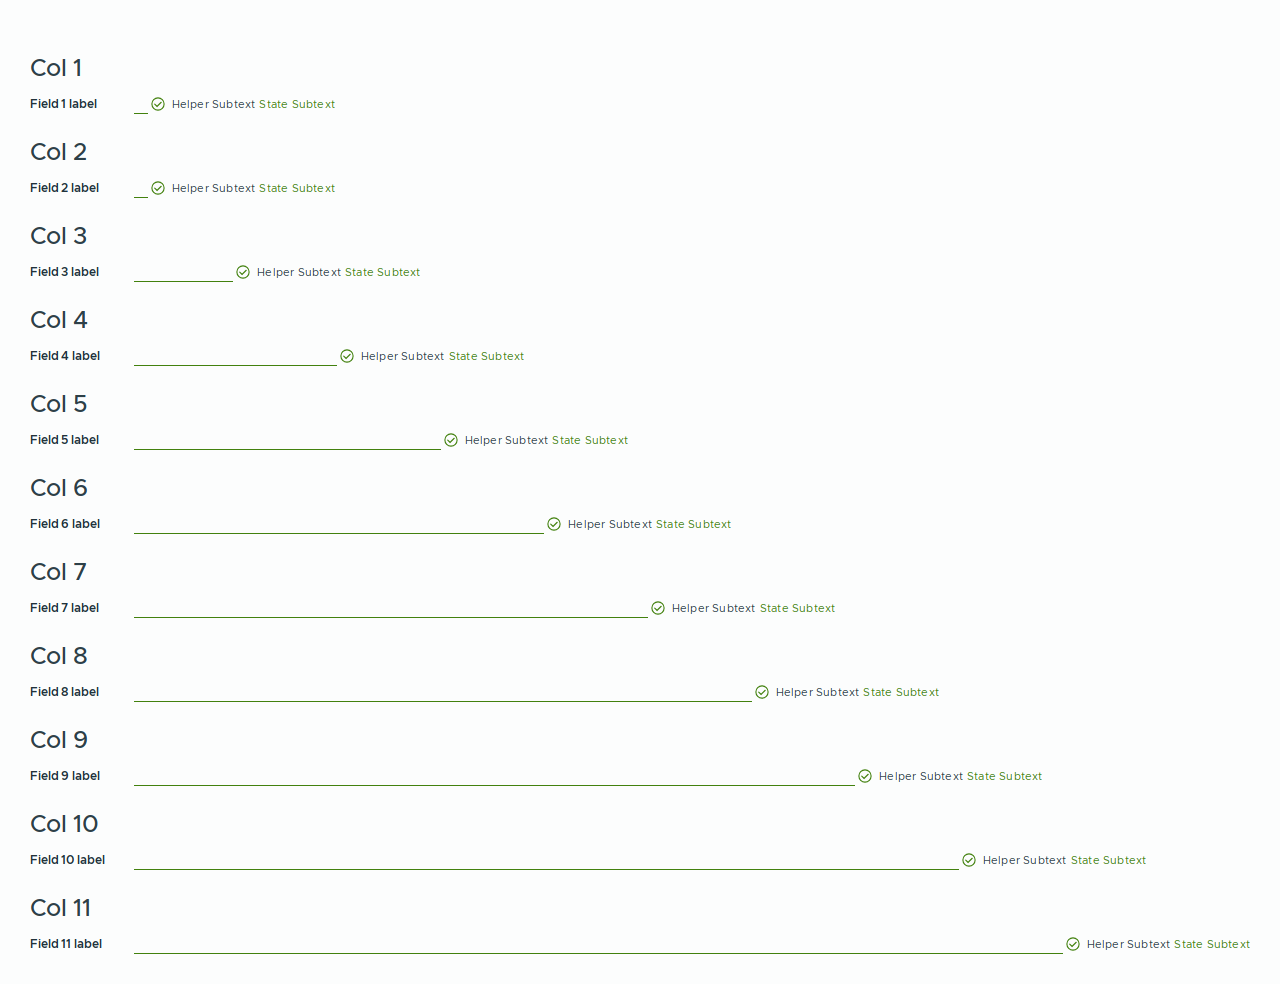 Col 1
Field 1 label Helper Subtext State Subtext
Col 2
Field 2 label Helper Subtext State Subtext
Col 3
Field 3 label Helper Subtext State Subtext
Col 4
Field 4 label Helper Subtext State Subtext
Col 5
Field 5 label Helper Subtext State Subtext
Col 6
Field 6 label Helper Subtext State Subtext
Col 7
Field 7 label Helper Subtext State Subtext
Col 8
Field 8 label Helper Subtext State Subtext
Col 9
Field 9 label Helper Subtext State Subtext
Col 10
Field 10 label Helper Subtext State Subtext
Col 11
Field 11 label Helper Subtext State Subtext